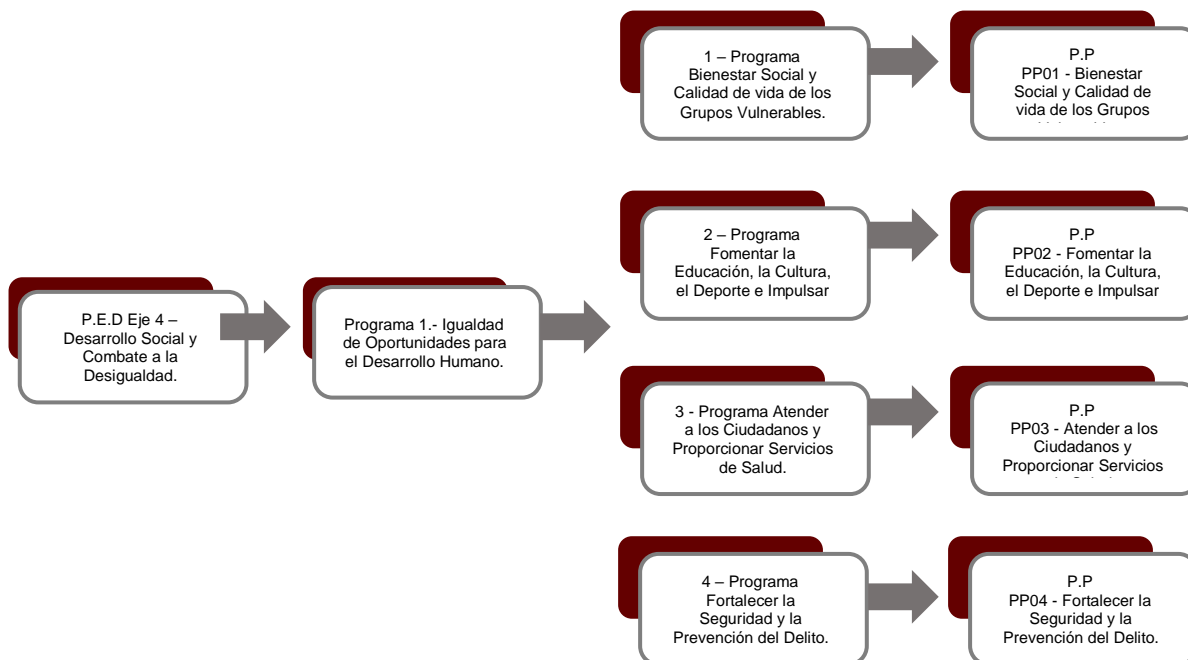 P.E.D Eje 4 –
Desarrollo Social y
Combate a la
Desigualdad.
Programa 1.- Igualdad
de Oportunidades para
el Desarrollo Humano.
1 – Programa
Bienestar Social y
Calidad de vida de los
Grupos Vulnerables.
P.P
PP01 - Bienestar
Social y Calidad de
vida de los Grupos
2 – Programa
Fomentar la
Educación, la Cultura,
el Deporte e Impulsar
P.P
PP02 - Fomentar la
Educación, la Cultura,
el Deporte e Impulsar
3 - Programa Atender
a los Ciudadanos y
Proporcionar Servicios
de Salud.
P.P
PP03 - Atender a los
Ciudadanos y
Proporcionar Servicios
4 – Programa
Fortalecer la
Seguridad y la
Prevención del Delito.
P.P
PP04 - Fortalecer la
Seguridad y la
Prevención del Delito.